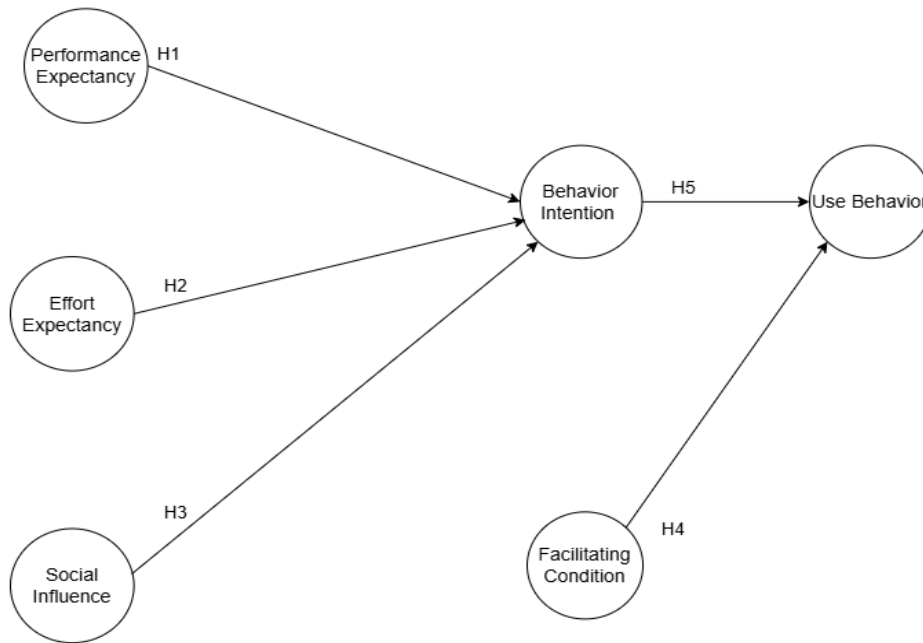 Performance
Expectancy
H1
Behavior
Intention
H5
Use Behavior
Effort
Expectancy
H2
H3
Social
Influence
Facilitating
Condition
H4